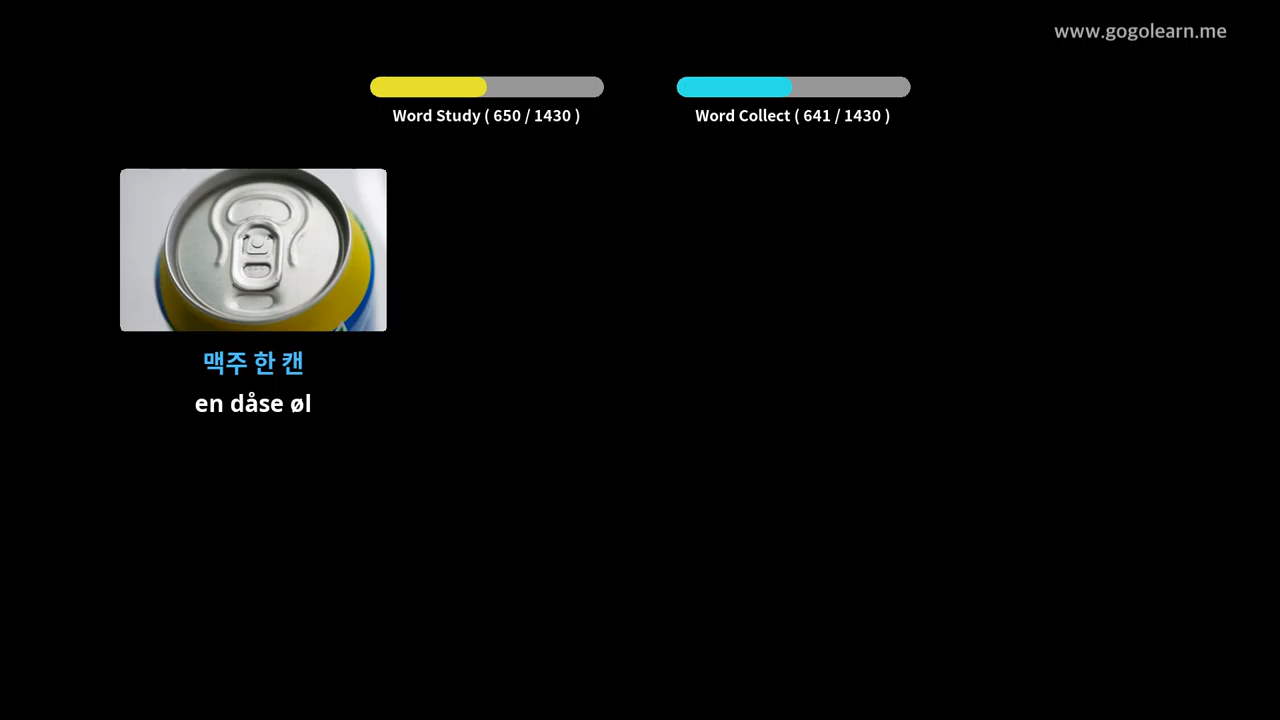 www.gogolearn.me
Word Study ( 650 / 1430 )
Word Collect ( 641 / 1430 )
맥주 한 캔
en dåse øl